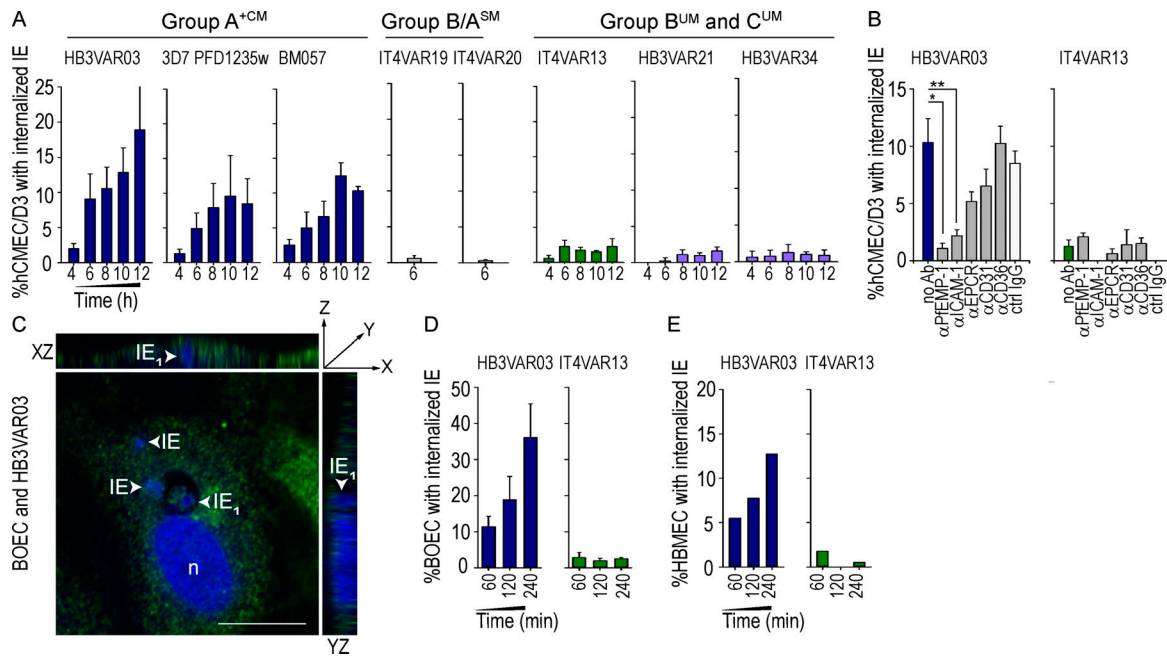 A
Group A+CM
Group B/ASM
Group BUM and CUM
HB3VAR03
3D7 PFD1235w
BM057
IT4VAR19
IT4VAR20
IT4VAR13
HB3VAR21
HB3VAR34
%hCMEC/D3 with internalized IE
25
20
15
10
5
0
4 6 8 10 12
4 6 8 10 12
4 6 8 10 12
6
6
4 6 8 10 12
4 6 8 10 12
4 6 8 10 12
Time (h)
B
HB3VAR03
IT4VAR13
%hCMEC/D3 with internalized IE
15
10
5
0
**
*
no Ab
αPfEMP-1
αICAM-1
αEPCR
αCD31
αCD36
ctrl IgG
no Ab
αPfEMP-1
αICAM-1
αEPCR
αCD31
αCD36
ctrl IgG
C
BOEC and HB3VAR03
XZ
IE1
Z
Y
X
IE
IE
IE1
n
IE1
YZ
D
HB3VAR03
IT4VAR13
%BOEC with internalized IE
50
40
30
20
10
0
60 120 240
60 120 240
Time (min)
E
HB3VAR03
IT4VAR13
%HBMEC with internalized IE
20
15
10
5
0
60 120 240
60 120 240
Time (min)